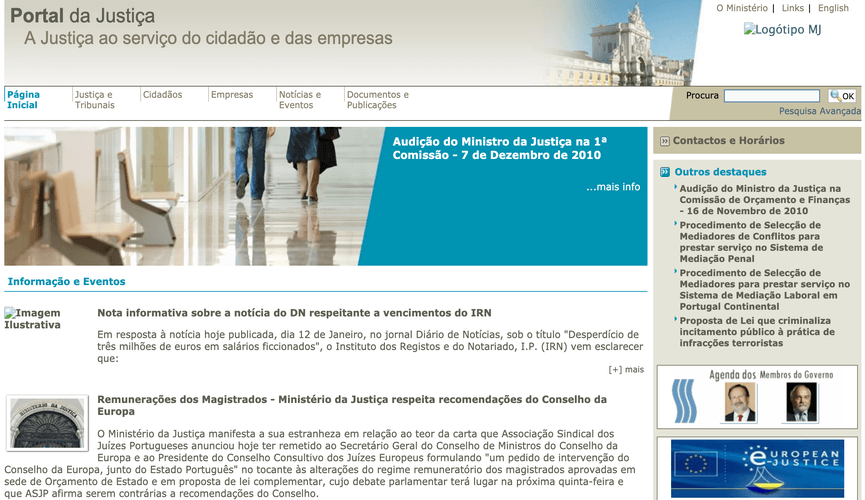 Portal da Justiça
A Justiça ao serviço do cidadão e das empresas
O Ministério | Links | English
Logótipo MJ
Página Inicial
Justiça e Tribunais
Cidadãos
Empresas
Notícias e Eventos
Documentos e Publicações
Procura
OK
Pesquisa Avançada
Audição do Ministro da Justiça na 1ª
Comissão - 7 de Dezembro de 2010
...mais info
Informação e Eventos
Imagem
Ilustrativa
Nota informativa sobre a notícia do DN respeitante a vencimentos do IRN
Em resposta à notícia hoje publicada, dia 12 de Janeiro, no jornal Diário de Notícias, sob o título "Desperdício de
três milhões de euros em salários ficcionados", o Instituto dos Registos e do Notariado, I.P. (IRN) vem esclarecer
que:
[+] mais
MINISTERIO DA JUSTIÇA
Remunerações dos Magistrados - Ministério da Justiça respeita recomendações do Conselho da
Europa
O Ministério da Justiça manifesta a sua estranheza em relação ao teor da carta que Associação Sindical dos
Juízes Portugueses anunciou hoje ter remetido ao Secretário Geral do Conselho de Ministros do Conselho da
Europa e ao Presidente do Conselho Consultivo dos Juízes Europeus formulando "um pedido de intervenção do
Conselho da Europa, junto do Estado Português" no tocante às alterações do regime remuneratório dos magistrados aprovadas em
sede de Orçamento de Estado e em proposta de lei complementar, cujo debate parlamentar terá lugar na próxima quinta-feira e
que ASJP afirma serem contrárias a recomendações do Conselho.
Contactos e Horários
Outros destaques
Audição do Ministro da Justiça na
Comissão de Orçamento e Finanças
- 16 de Novembro de 2010
Procedimento de Selecção de
Mediadores de Conflitos para
prestar serviço no Sistema de
Mediação Penal
Procedimento de Selecção de
Mediadores para prestar serviço no
Sistema de Mediação Laboral em
Portugal Continental
Proposta de Lei que criminaliza
incitamento público à prática de
infracções terroristas
Agenda dos Membros do Governo
EUROPEAN
e-JUSTICE